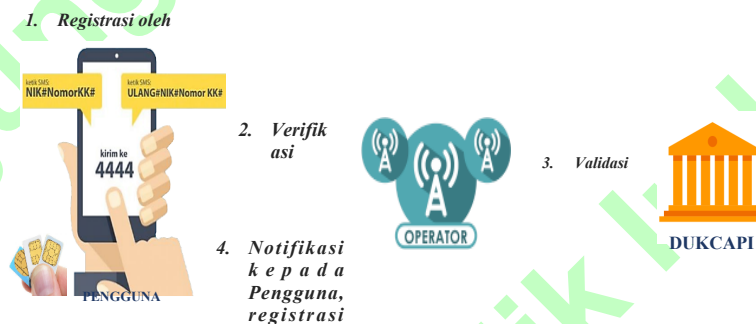 1. Registrasi oleh
ketik SMS:
NIK#NomorKK#
ketik SMS:
ULANG#NIK#Nomor KK#
kirim ke
4444
PENGGUNA
2. Verifik
asi
OPERATOR
3. Validasi
DUKCAPI
4. Notifikasi
kepada
Pengguna,
registrasi